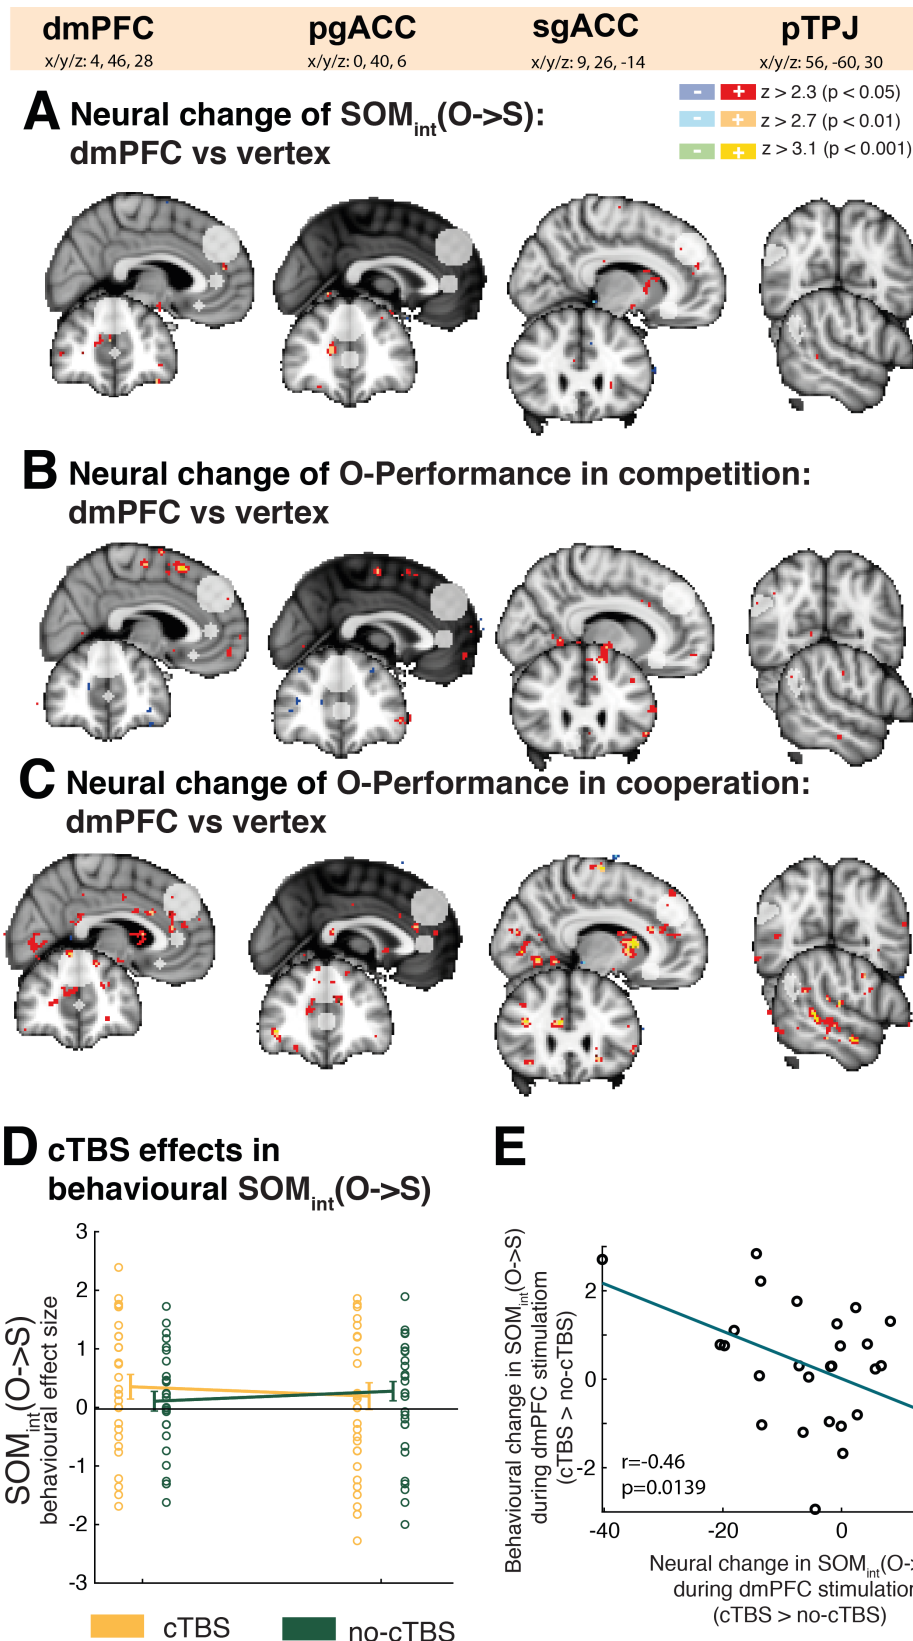 dmPFC pgACC sgACC pTPJ
x/y/z: 4, 46, 28 x/y/z: 0, 40, 6 x/y/z: 9, 26, -14 x/y/z: 56, -60, 30
- + z > 2.3 (p < 0.05)
- + z > 2.7 (p < 0.01)
- + z > 3.1 (p < 0.001)
A Neural change of SOMint(O->S):
dmPFC vs vertex
B Neural change of O-Performance in competition:
dmPFC vs vertex
C Neural change of O-Performance in cooperation:
dmPFC vs vertex
D cTBS effects in
behavioural SOMint(O->S)
SOMint(O->S)
behavioural effect size
3
2
1
0
-1
-2
-3
cTBS no-cTBS
E
Behavioural change in SOMint(O->S)
during dmPFC stimulation
(cTBS > no-cTBS)
2
0
-2
r=-0.46
p=0.0139
-40 -20 0
Neural change in SOMint(O->
during dmPFC stimulation
(cTBS > no-cTBS)